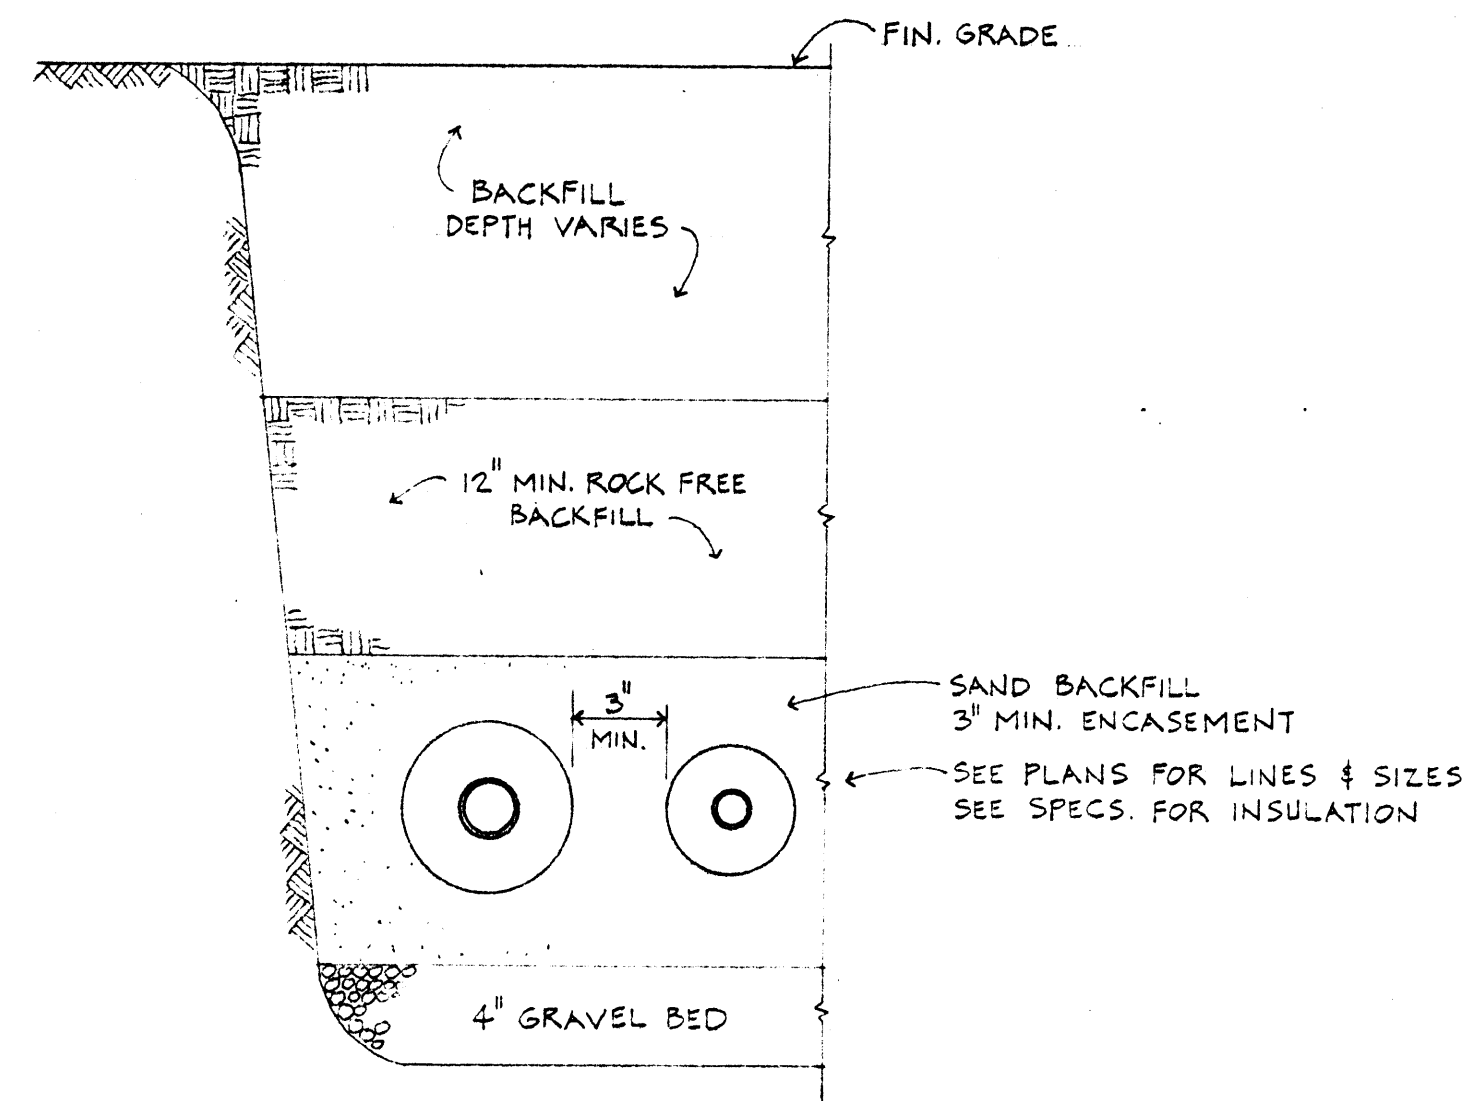 FIN. GRADE
BACKFILL
DEPTH VARIES
12" MIN. ROCK FREE
BACKFILL
3"
MIN.
SAND BACKFILL
3" MIN. ENCASEMENT
SEE PLANS FOR LINES & SIZES
SEE SPECS. FOR INSULATION
4" GRAVEL BED